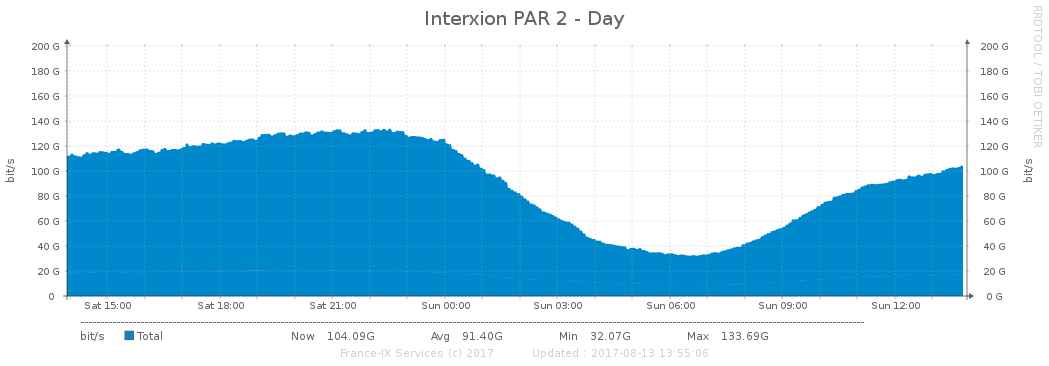 Interxion PAR 2 - Day
RRDTOOL / TOBI OETIKER
200 G 200 G
180 G 180 G
160 G 160 G
140 G 140 G
120 G 120 G
100 G 100 G
80 G 80 G
60 G 60 G
40 G 40 G
20 G 20 G
0 0 G
bit/s
bit/s
Sat 15:00 Sat 18:00 Sat 21:00 Sun 00:00 Sun 03:00 Sun 06:00 Sun 09:00 Sun 12:00
bit/s Total Now 104.09G Avg 91.40G Min 32.07G Max 133.69G
France-IX Services (c) 2017 Updated : 2017-08-13 13:55:06